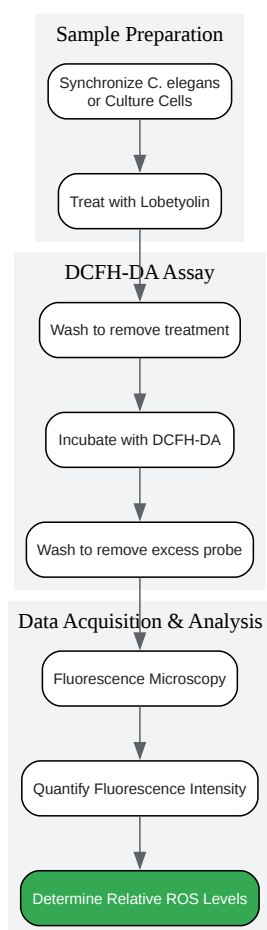 Sample Preparation
Synchronize C. elegans
or Culture Cells
Treat with Lobetyolin
DCFH-DA Assay
Wash to remove treatment
Incubate with DCFH-DA
Wash to remove excess probe
Data Acquisition & Analysis
Fluorescence Microscopy
Quantify Fluorescence Intensity
Determine Relative ROS Levels